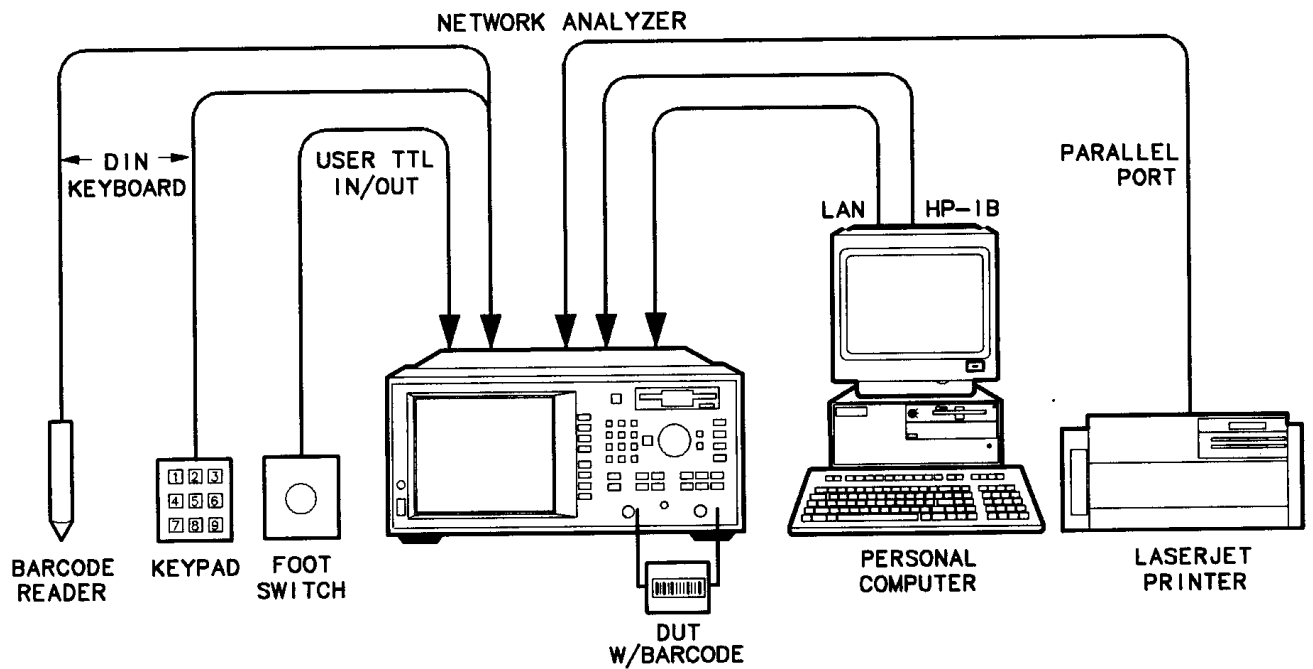 NETWORK ANALYZER
DIN
KEYBOARD
USER TTL
IN/OUT
PARALLEL
PORT
LAN
HP-IB
1 2 3
4 5 6
7 8 9
BARCODE
READER
KEYPAD
FOOT
SWITCH
PERSONAL
COMPUTER
LASERJET
PRINTER
DUT
W/BARCODE